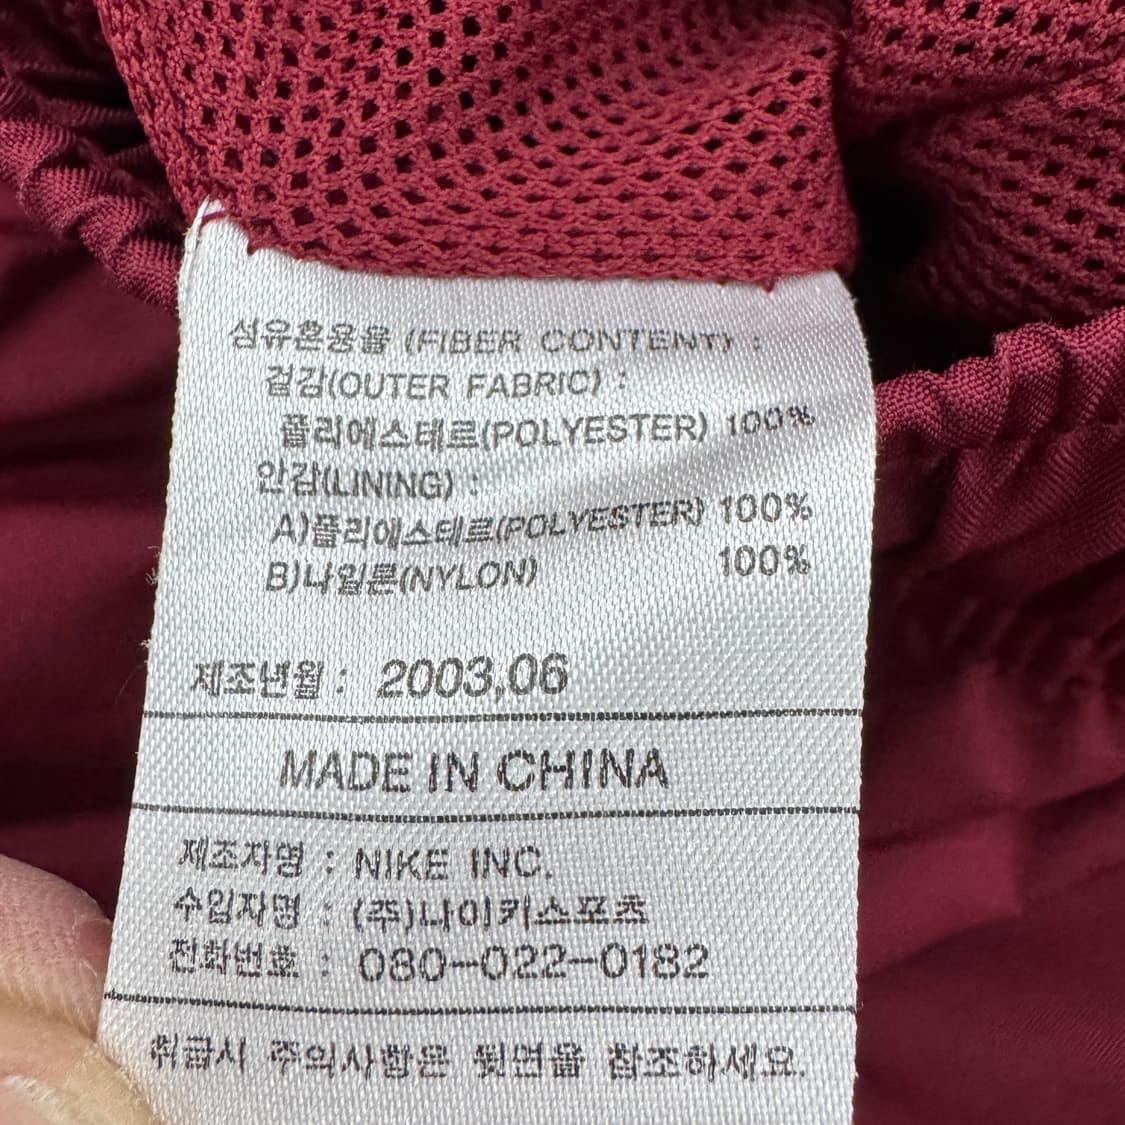 섬유혼용율 (FIBER CONTENT) :
겉감(OUTER FABRIC) :
폴리에스테르(POLYESTER) 100%
안감(LINING) :
A)폴리에스테르(POLYESTER) 100%
B)나일론(NYLON) 100%
제조년월 : 2003,06
MADE IN CHINA
제조자명 : NIKE INC.
수입자명 : (주)나이키스포츠
전화번호 : 080-022-0182
취급시 주의사항은 뒷면을 참조하세요.